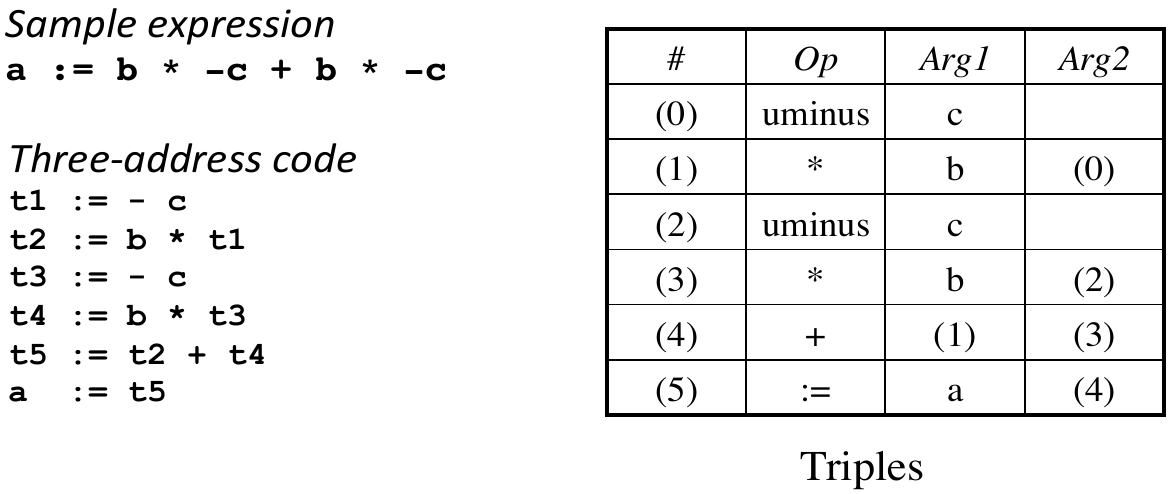 Sample expression
a := b * -c + b * -c
Three-address code
t1 := - c
t2 := b * t1
t3 := - c
t4 := b * t3
t5 := t2 + t4
a := t5
# Op Arg1 Arg2
(0) uminus c
(1) * b (0)
(2) uminus c
(3) * b (2)
(4) + (1) (3)
(5) := a (4)
Triples